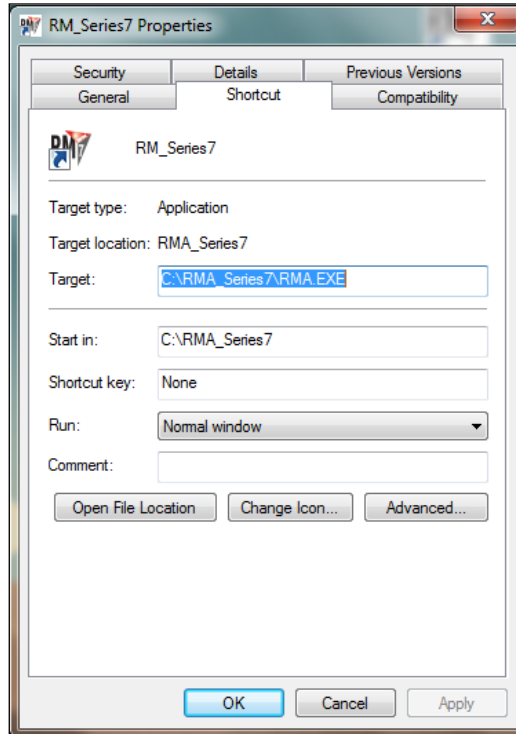 RM_Series7 Properties
Security Details Previous Versions
General Shortcut Compatibility
RM_Series7
Target type: Application
Target location: RMA_Series7
Target: C:\RMA_Series7\RMA.EXE
Start in: C:\RMA_Series7
Shortcut key: None
Run: Normal window
Comment:
Open File Location Change Icon... Advanced...
OK Cancel Apply